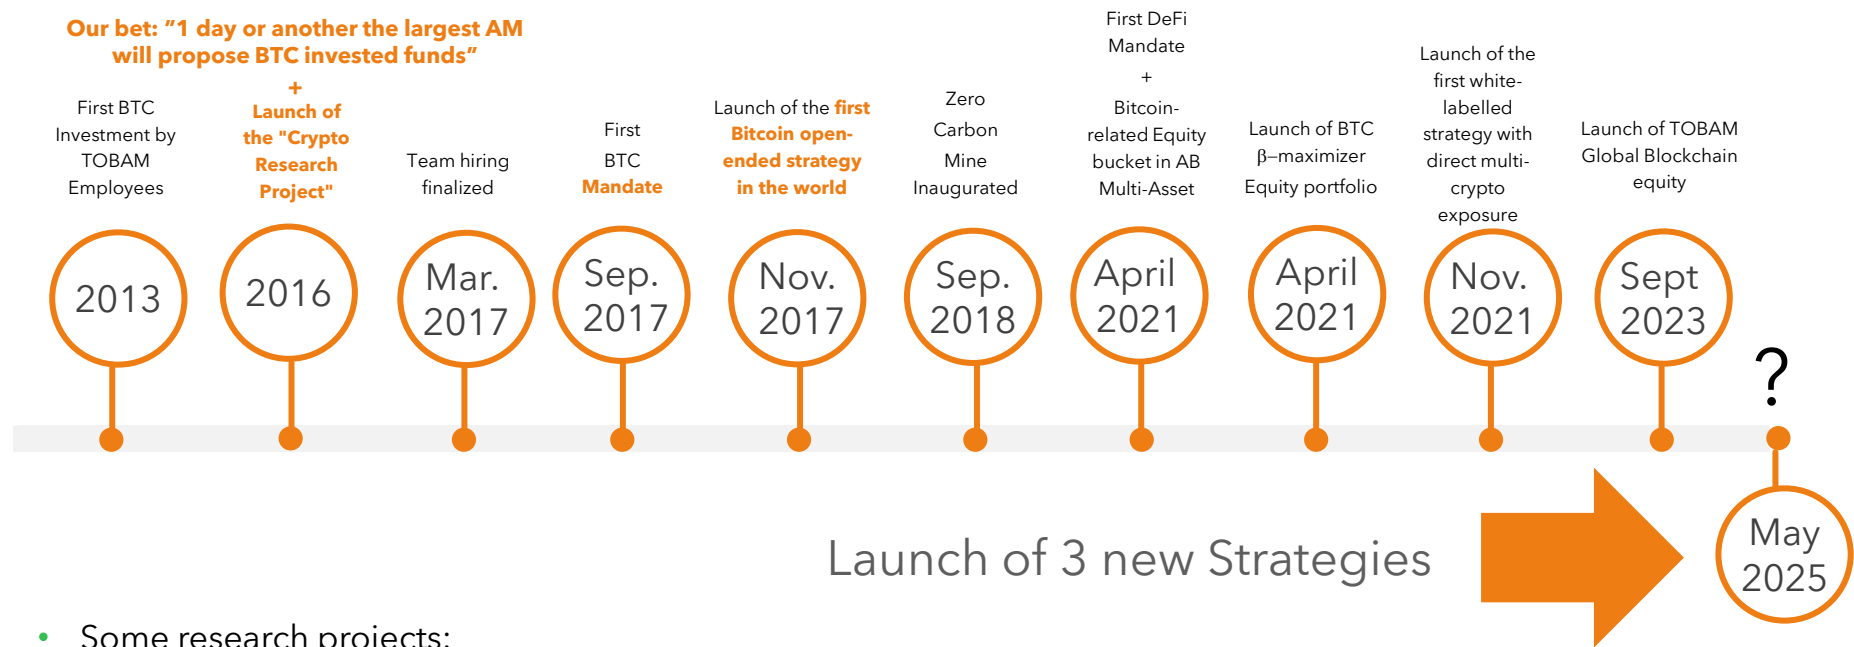 Our bet: "1 day or another the largest AM
will propose BTC invested funds"
+
First BTC
Investment by
TOBAM
Employees
Launch of
the "Crypto
Research
Project"
Team hiring
finalized
First
BTC
Mandate
Launch of the first
Bitcoin open-
ended strategy
in the world
Zero
Carbon
Mine
Inaugurated
First DeFi
Mandate
+
Bitcoin-
related Equity
bucket in AB
Multi-Asset
Launch of BTC
β–maximizer
Equity portfolio
Launch of the
first white-
labelled
strategy with
direct multi-
crypto
exposure
Launch of TOBAM
Global Blockchain
equity
2013
2016
Mar.
2017
Sep.
2017
Nov.
2017
Sep.
2018
April
2021
April
2021
Nov.
2021
Sept
2023
?
Launch of 3 new Strategies
May
2025
• Some research projects: